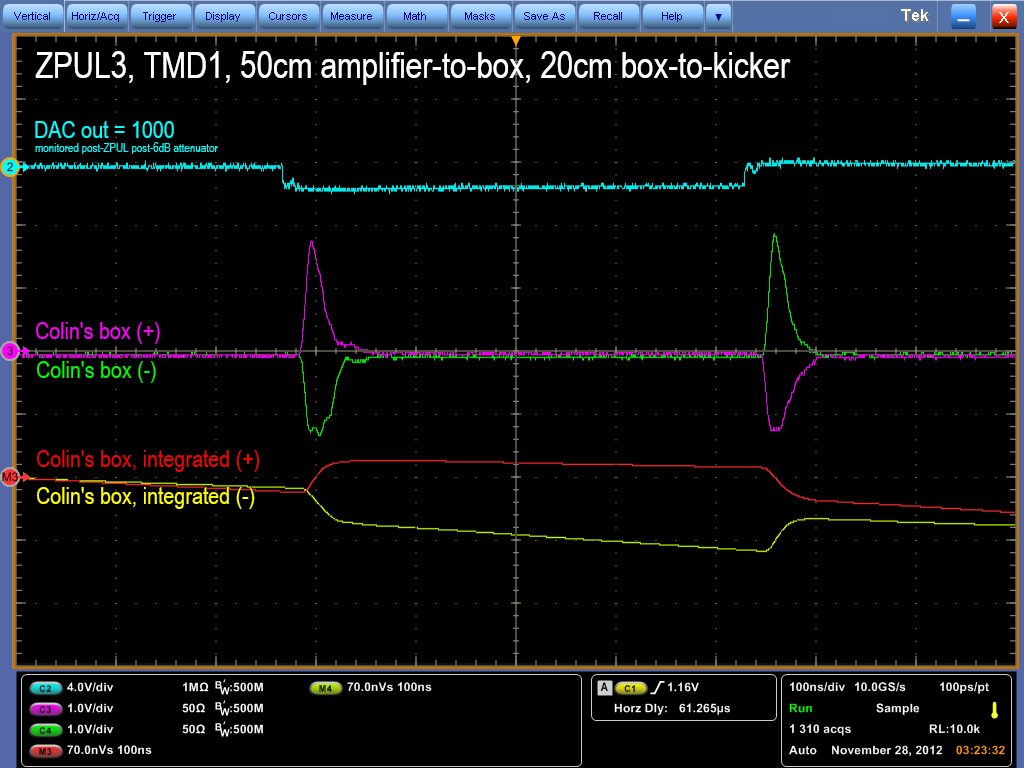 Vertical Horiz/Acq Trigger Display Cursors Measure Math Masks Save As Recall Help ▼ Tek X
ZPUL3, TMD1, 50cm amplifier-to-box, 20cm box-to-kicker
DAC out = 1000
monitored post-ZPUL post-6dB attenuator
2
3
Colin's box (+)
Colin's box (-)
Colin's box, integrated (+)
M3
Colin's box, integrated (-)
C2 4.0V/div 1MΩ BW:500M M4 70.0nVs 100ns
C3 1.0V/div 50Ω BW:500M
C4 1.0V/div 50Ω BW:500M
M3 70.0nVs 100ns
A C1 1.16V
Horz Dly: 61.265µs
100ns/div 10.0GS/s 100ps/pt
Run Sample
1 310 acqs RL:10.0k
Auto November 28, 2012 03:23:32